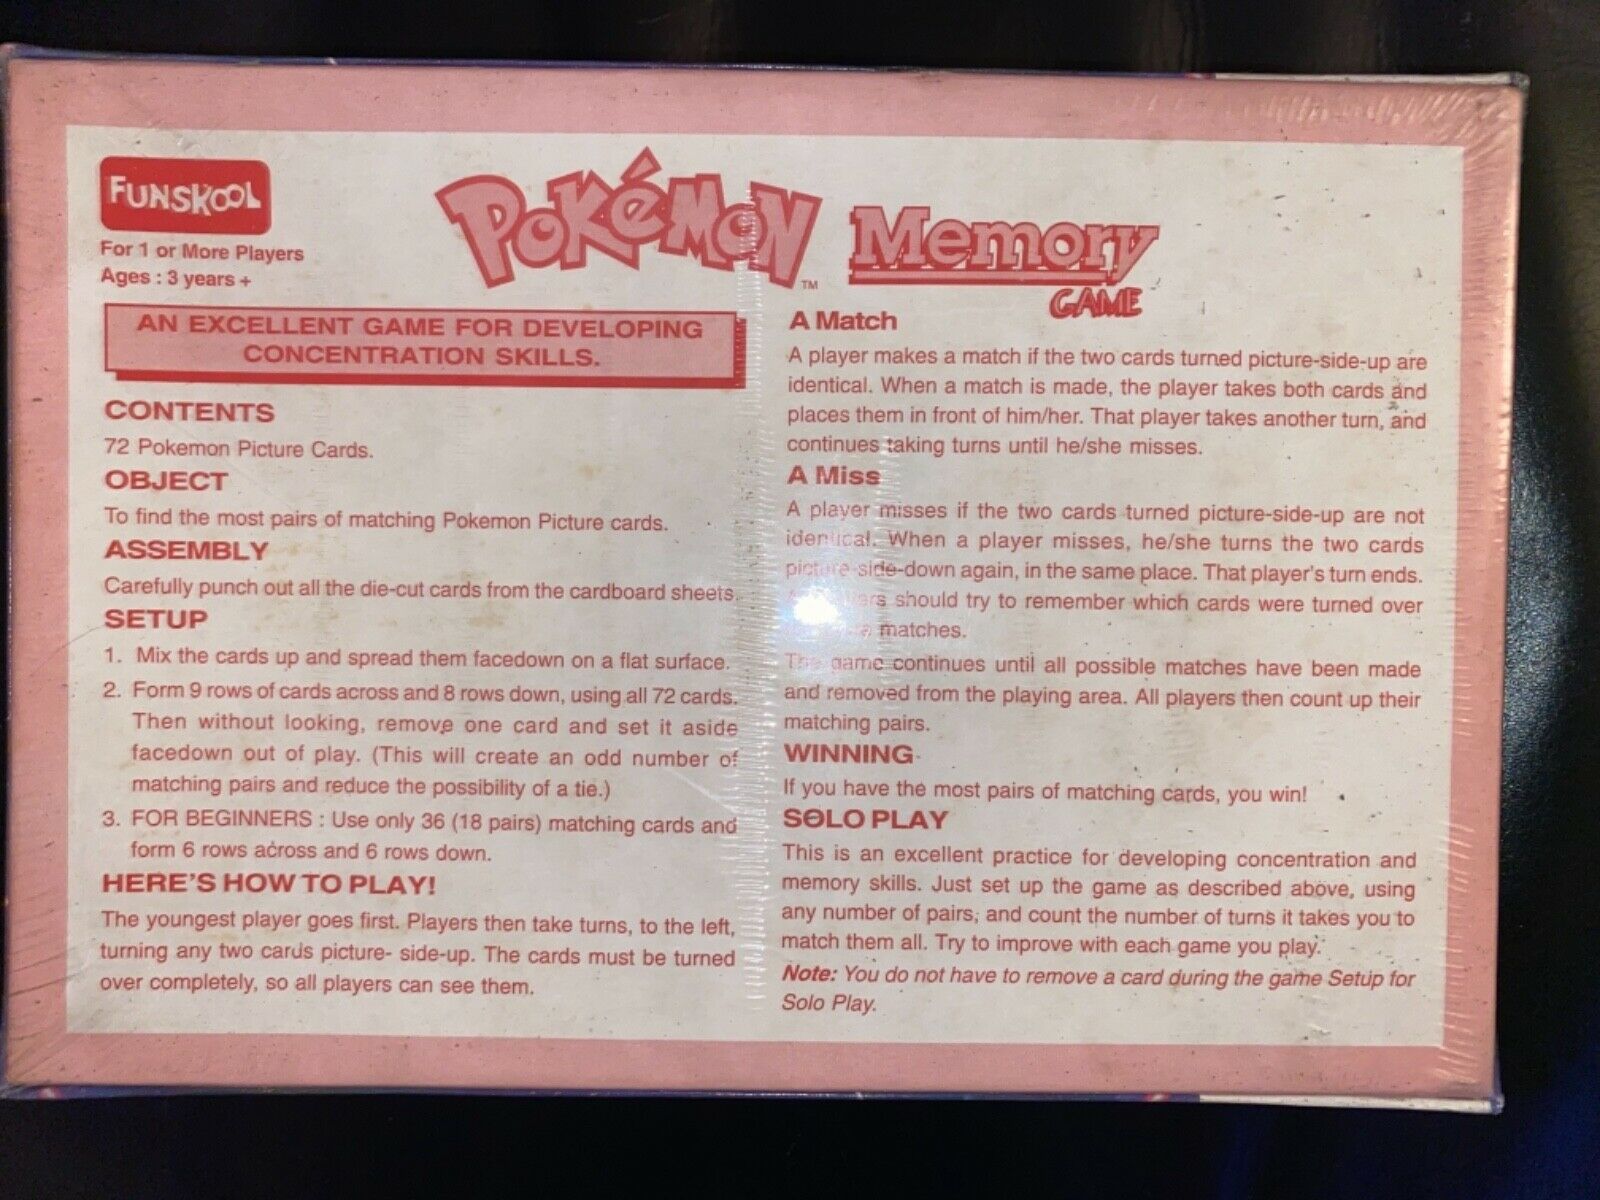 FUNSKOOL
For 1 or More Players
Ages : 3 years +
POKéMON
TM
Memory
GAME
AN EXCELLENT GAME FOR DEVELOPING
CONCENTRATION SKILLS.
CONTENTS
72 Pokemon Picture Cards.
OBJECT
To find the most pairs of matching Pokemon Picture cards.
ASSEMBLY
Carefully punch out all the die-cut cards from the cardboard sheets.
SETUP
1. Mix the cards up and spread them facedown on a flat surface.
2. Form 9 rows of cards across and 8 rows down, using all 72 cards.
Then without looking, remove one card and set it aside
facedown out of play. (This will create an odd number of
matching pairs and reduce the possibility of a tie.)
3. FOR BEGINNERS : Use only 36 (18 pairs) matching cards and
form 6 rows across and 6 rows down.
HERE'S HOW TO PLAY!
The youngest player goes first. Players then take turns, to the left,
turning any two cards picture- side-up. The cards must be turned
over completely, so all players can see them.
A Match
A player makes a match if the two cards turned picture-side-up are
identical. When a match is made, the player takes both cards and
places them in front of him/her. That player takes another turn, and
continues taking turns until he/she misses.
A Miss
A player misses if the two cards turned picture-side-up are not
identical. When a player misses, he/she turns the two cards
picture-side-down again, in the same place. That player's turn ends.
should try to remember which cards were turned over
matches.
The game continues until all possible matches have been made
and removed from the playing area. All players then count up their
matching pairs.
WINNING
If you have the most pairs of matching cards, you win!
SOLO PLAY
This is an excellent practice for developing concentration and
memory skills. Just set up the game as described above, using
any number of pairs, and count the number of turns it takes you to
match them all. Try to improve with each game you play.
Note: You do not have to remove a card during the game Setup for
Solo Play.